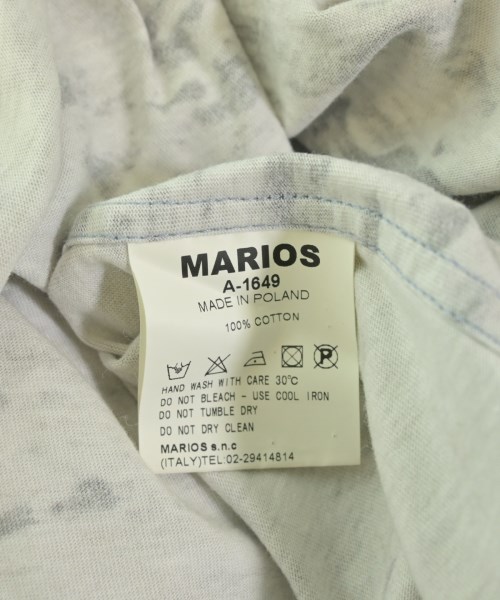 MARIOS
A-1649
MADE IN POLAND
100% COTTON
P
HAND WASH WITH CARE 30°C
DO NOT BLEACH - USE COOL IRON
DO NOT TUMBLE DRY
DO NOT DRY CLEAN
MARIOS s.n.c
(ITALY)TEL:02-29414814